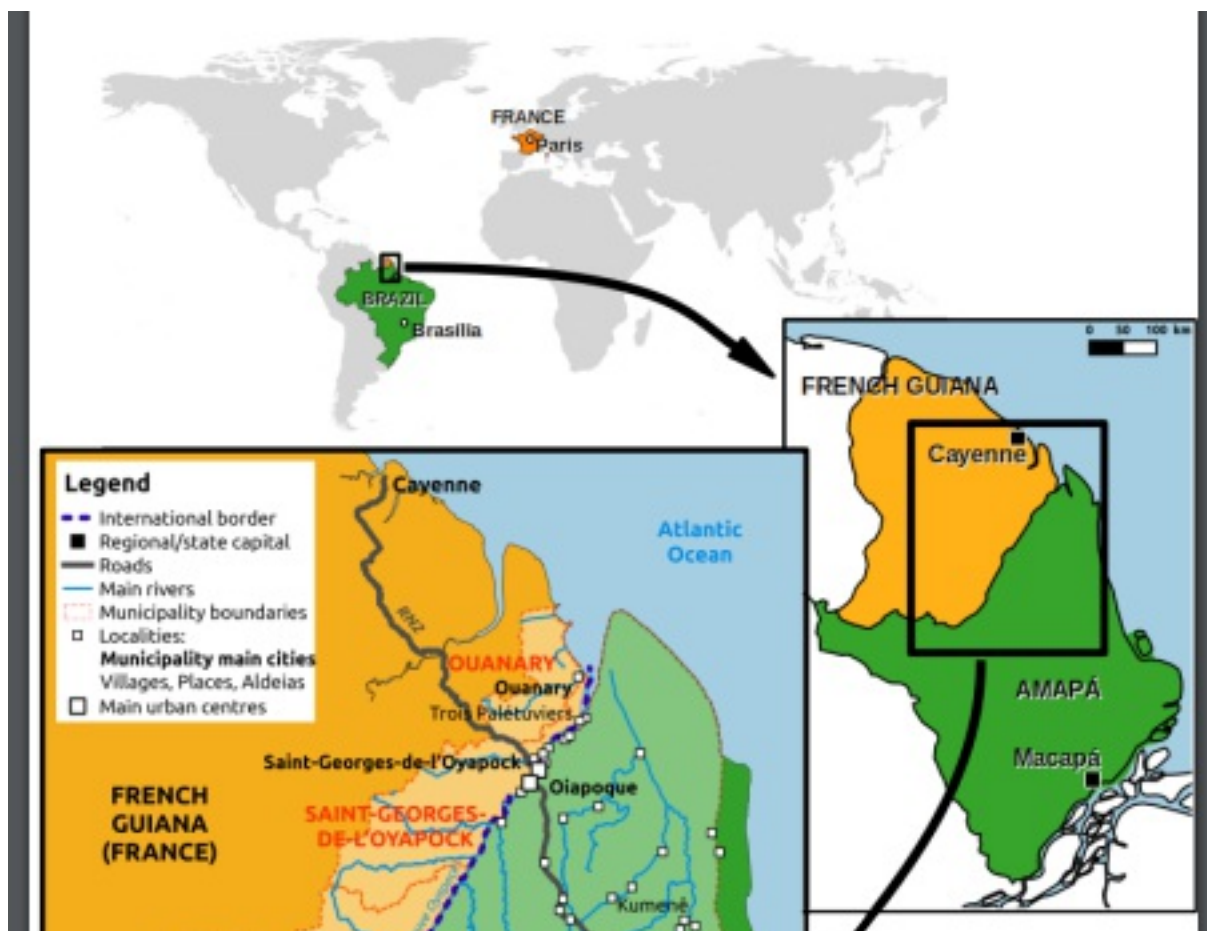 FRANCE
Paris
BRAZIL
Brasília
0 50 100 km
FRENCH GUIANA
Cayenne
AMAPÁ
Macapá
Legend
International border
Regional/state capital
Roads
Main rivers
Municipality boundaries
Localities:
Municipality main cities
Villages, Places, Aldeias
Main urban centres
Cayenne
Atlantic
Ocean
RN2
OUANARY
Ouanary
Trois Palétuviers
Saint-Georges-de-l'Oyapock
Oiapoque
SAINT-GEORGES-
DE-L'OYAPOCK
FRENCH
GUIANA
(FRANCE)
Kumenê